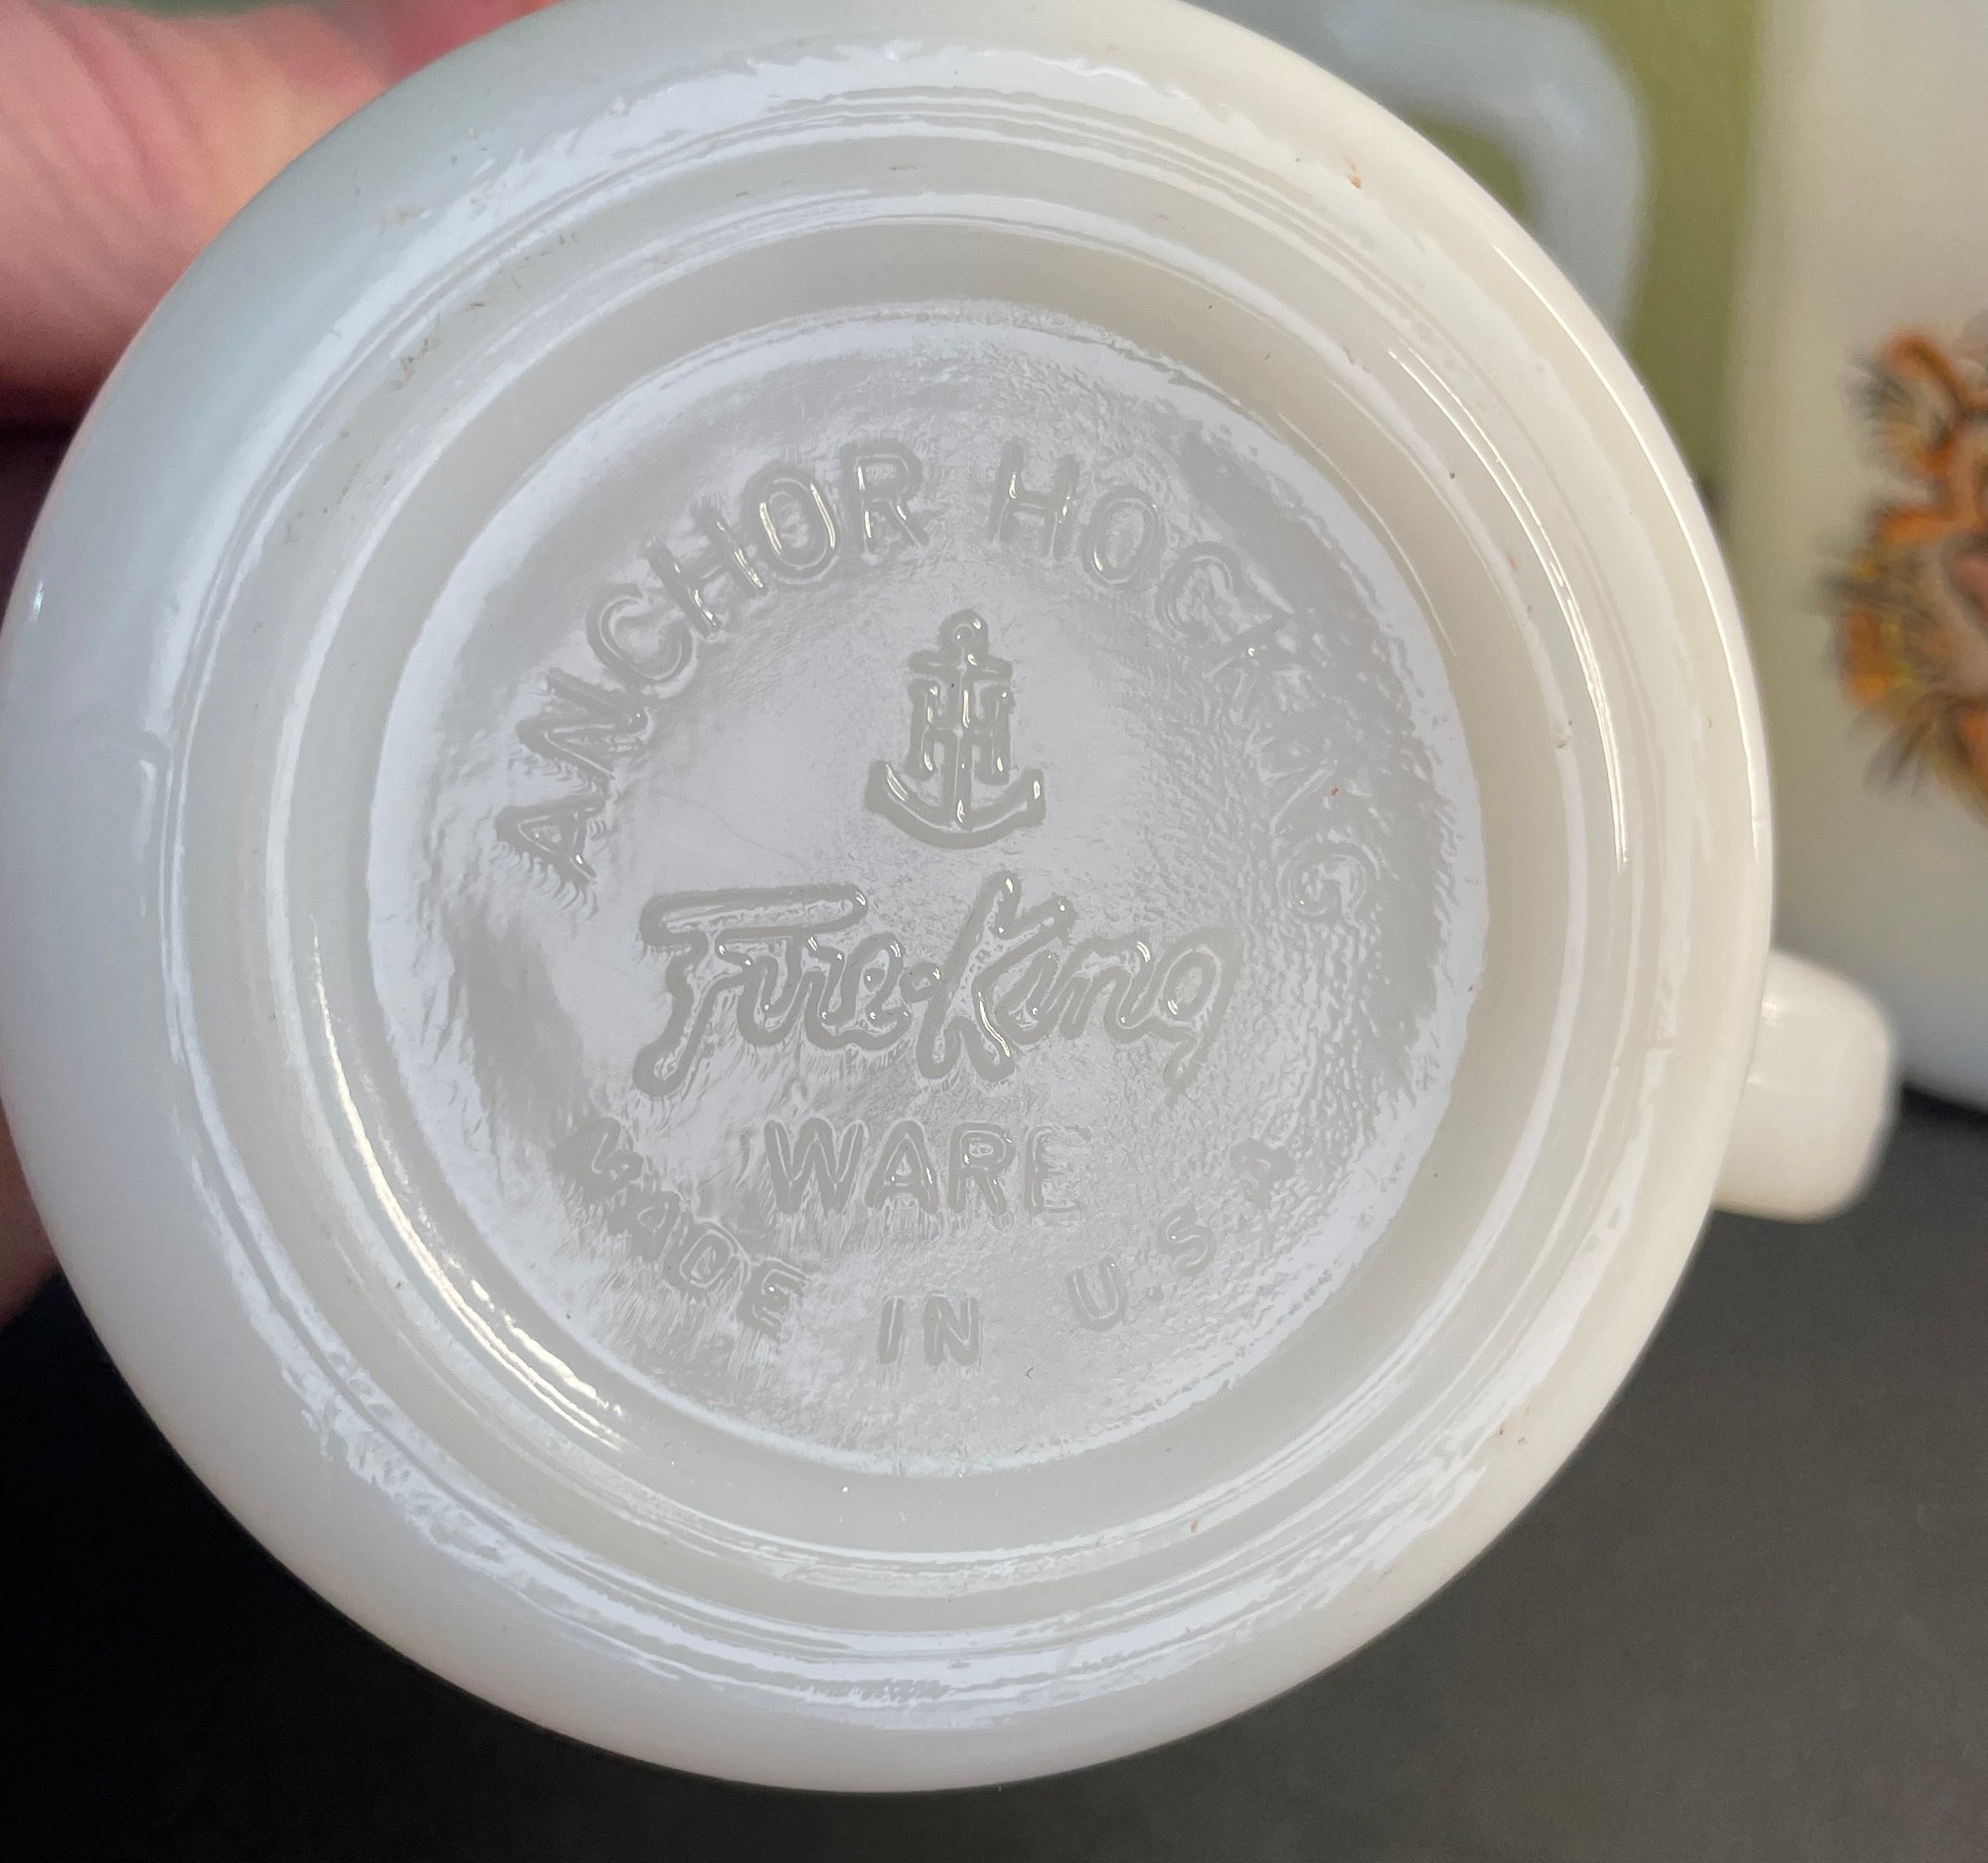 ANCHOR HOCKING
H
Fire-King
WARE
MADE IN U.S.A